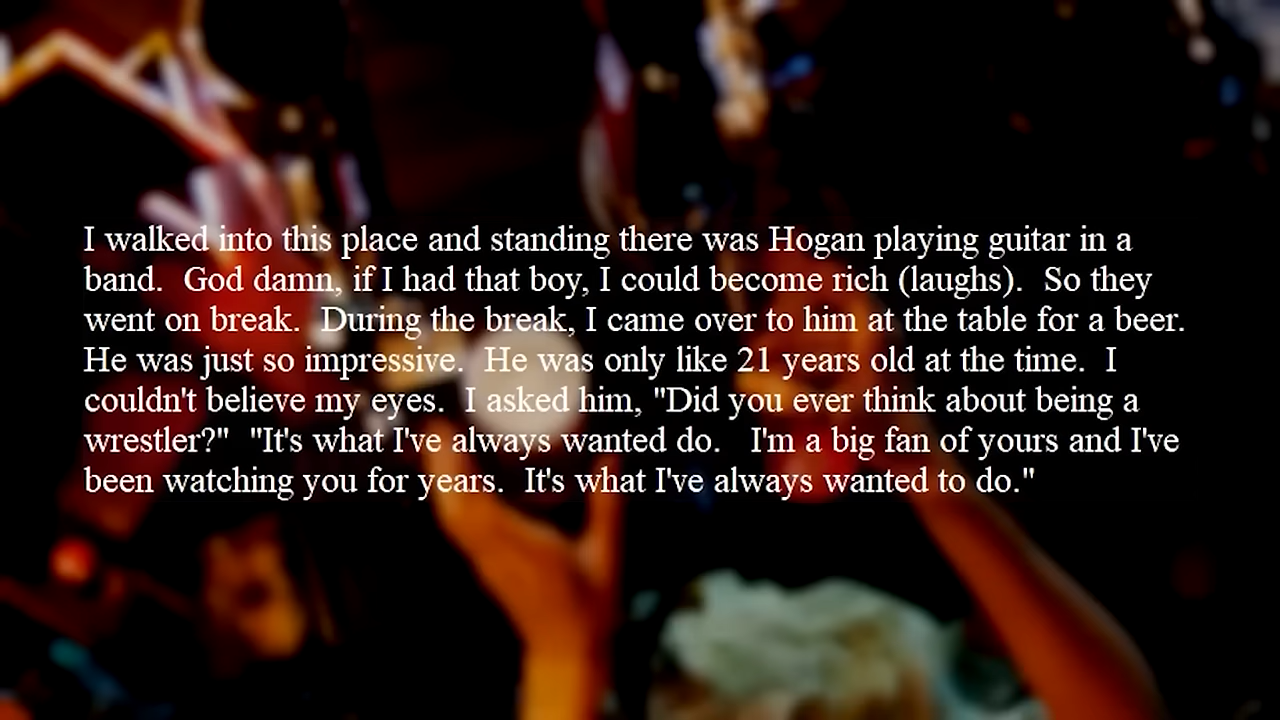 I walked into this place and standing there was Hogan playing guitar in a
band.  God damn, if I had that boy, I could become rich (laughs).  So they
went on break.  During the break, I came over to him at the table for a beer.
He was just so impressive.  He was only like 21 years old at the time.  I
couldn't believe my eyes.  I asked him, "Did you ever think about being a
wrestler?"  "It's what I've always wanted do.   I'm a big fan of yours and I've
been watching you for years.  It's what I've always wanted to do."